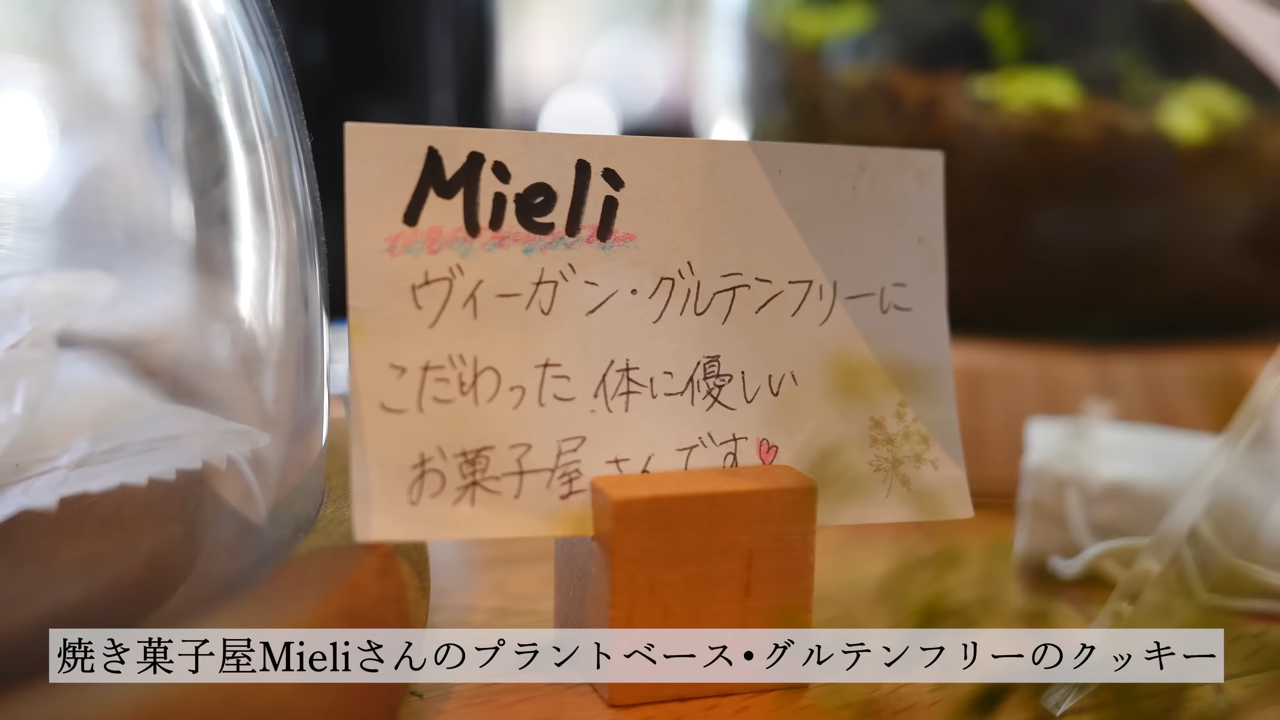 Mieli
ヴィーガン・グルテンフリーに
こだわった 体に優しい
お菓子屋さんです
焼き菓子屋Mieliさんのプラントベース・グルテンフリーのクッキー